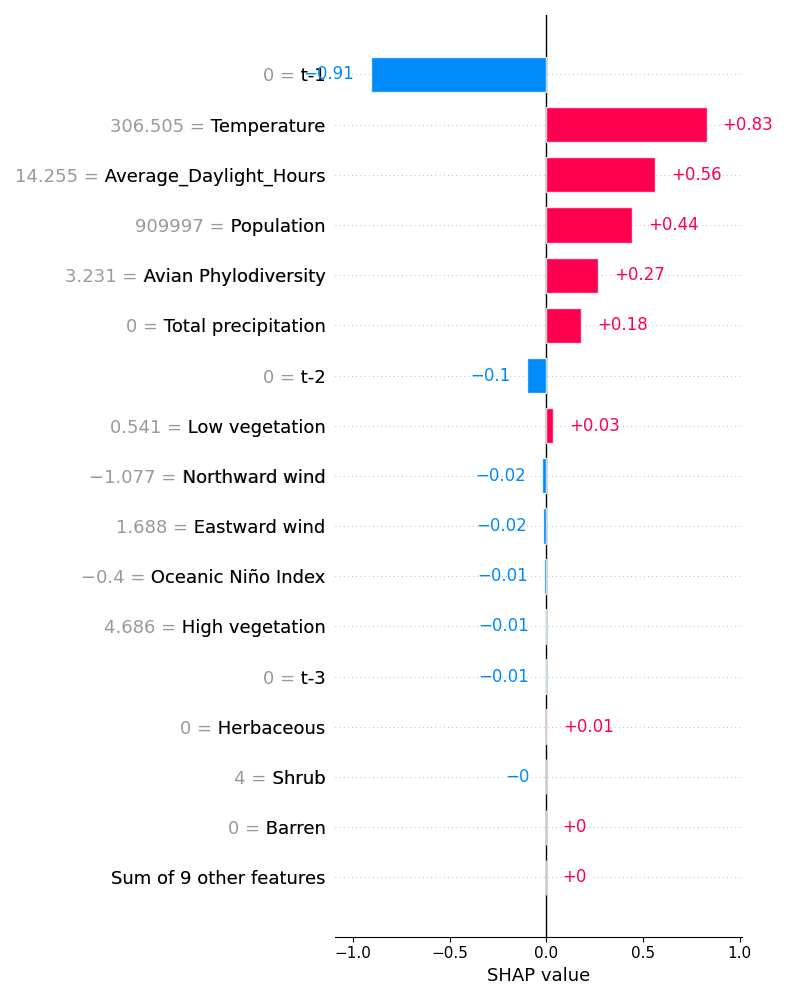 0 = t-1 −0.91
306.505 = Temperature +0.83
14.255 = Average_Daylight_Hours +0.56
909997 = Population +0.44
3.231 = Avian Phylodiversity +0.27
0 = Total precipitation +0.18
0 = t-2 −0.1
0.541 = Low vegetation +0.03
−1.077 = Northward wind −0.02
1.688 = Eastward wind −0.02
−0.4 = Oceanic Niño Index −0.01
4.686 = High vegetation −0.01
0 = t-3 −0.01
0 = Herbaceous +0.01
4 = Shrub −0
0 = Barren +0
Sum of 9 other features +0
−1.0 −0.5 0.0 0.5 1.0
SHAP value